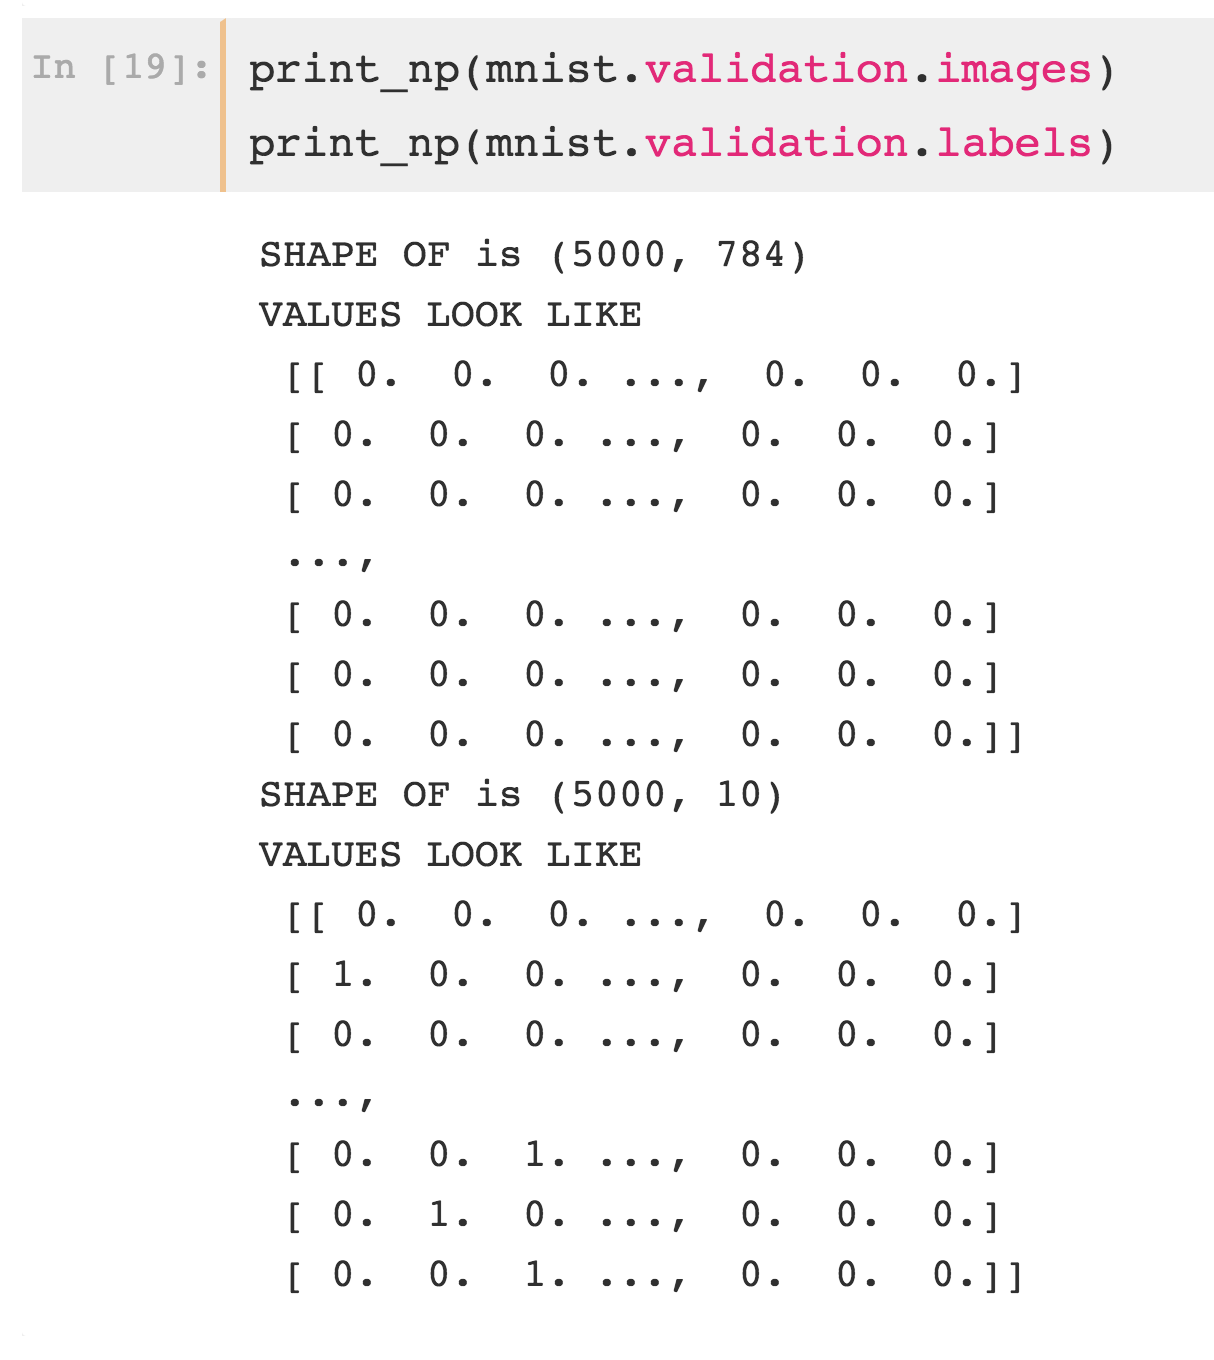 In [19]: print_np(mnist.validation.images)
print_np(mnist.validation.labels)
SHAPE OF is (5000, 784)
VALUES LOOK LIKE
[[ 0.  0.  0. ...,  0.  0.  0.]
[ 0.  0.  0. ...,  0.  0.  0.]
[ 0.  0.  0. ...,  0.  0.  0.]
...,
[ 0.  0.  0. ...,  0.  0.  0.]
[ 0.  0.  0. ...,  0.  0.  0.]
[ 0.  0.  0. ...,  0.  0.  0.]]
SHAPE OF is (5000, 10)
VALUES LOOK LIKE
[[ 0.  0.  0. ...,  0.  0.  0.]
[ 1.  0.  0. ...,  0.  0.  0.]
[ 0.  0.  0. ...,  0.  0.  0.]
...,
[ 0.  0.  1. ...,  0.  0.  0.]
[ 0.  1.  0. ...,  0.  0.  0.]
[ 0.  0.  1. ...,  0.  0.  0.]]